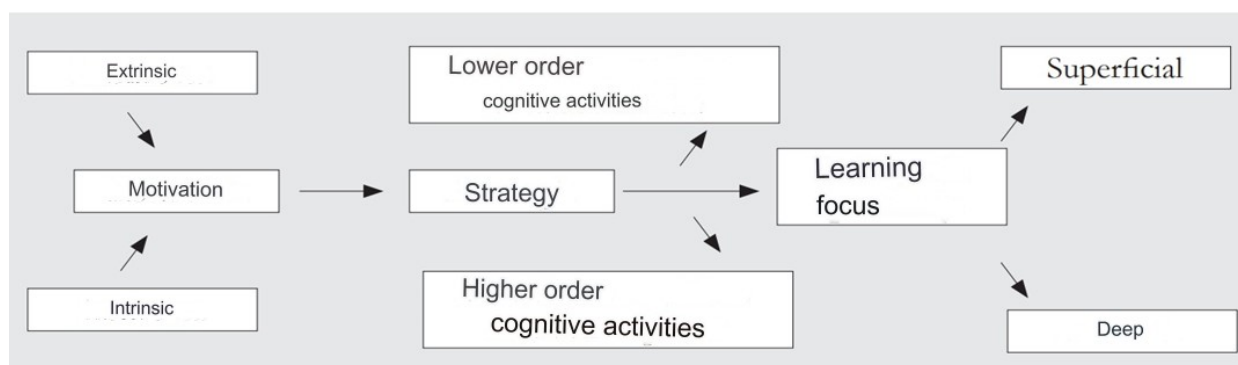 Extrinsic
Lower order
cognitive activities
Superficial
Motivation
Strategy
Learning
focus
Intrinsic
Higher order
cognitive activities
Deep